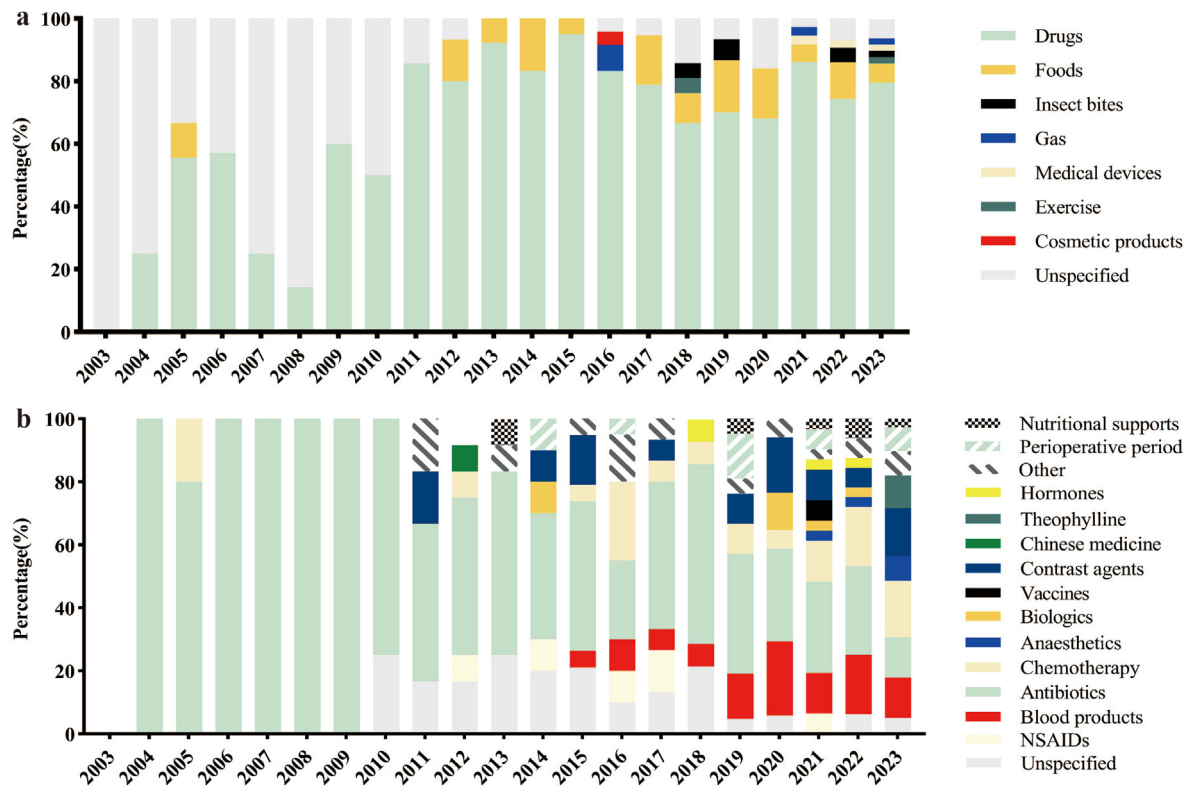 a
Percentage(%)
100
80
60
40
20
0
2003 2004 2005 2006 2007 2008 2009 2010 2011 2012 2013 2014 2015 2016 2017 2018 2019 2020 2021 2022 2023
Drugs
Foods
Insect bites
Gas
Medical devices
Exercise
Cosmetic products
Unspecified
b
Percentage(%)
100
80
60
40
20
0
2003 2004 2005 2006 2007 2008 2009 2010 2011 2012 2013 2014 2015 2016 2017 2018 2019 2020 2021 2022 2023
Nutritional supports
Perioperative period
Other
Hormones
Theophylline
Chinese medicine
Contrast agents
Vaccines
Biologics
Anaesthetics
Chemotherapy
Antibiotics
Blood products
NSAIDs
Unspecified